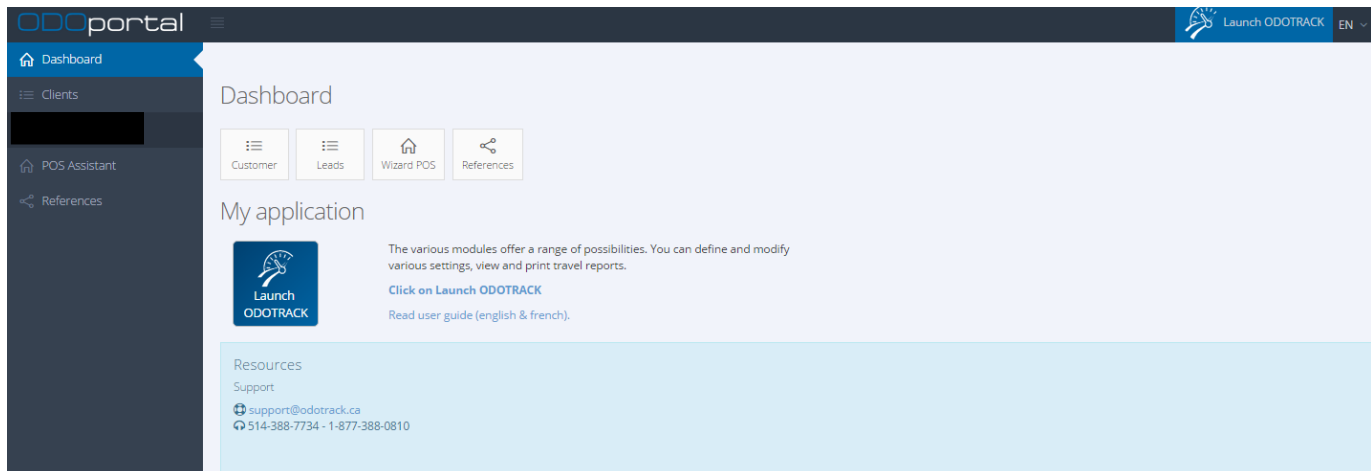 ODOportal
Launch ODOTRACK
EN
Dashboard
Clients
POS Assistant
References
Dashboard
Customer
Leads
Wizard POS
References
My application
Launch
ODOTRACK
The various modules offer a range of possibilities. You can define and modify
various settings, view and print travel reports.
Click on Launch ODOTRACK
Read user guide (english & french).
Resources
Support
support@odotrack.ca
514-388-7734 - 1-877-388-0810